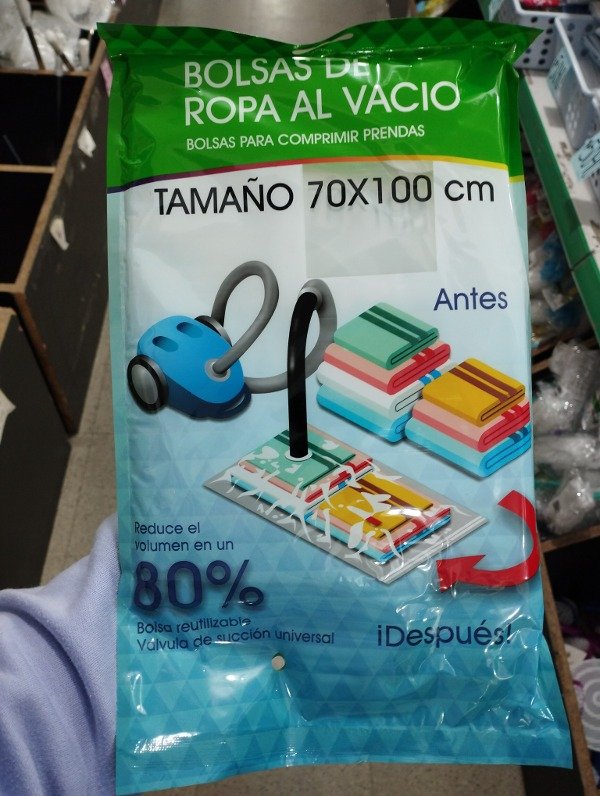 BOLSAS DE
ROPA AL VACIO
BOLSAS PARA COMPRIMIR PRENDAS
TAMAÑO 70X100 cm
Antes
Reduce el
volumen en un
80%
Bolsa reutilizable
Válvula de succión universal
¡Después!